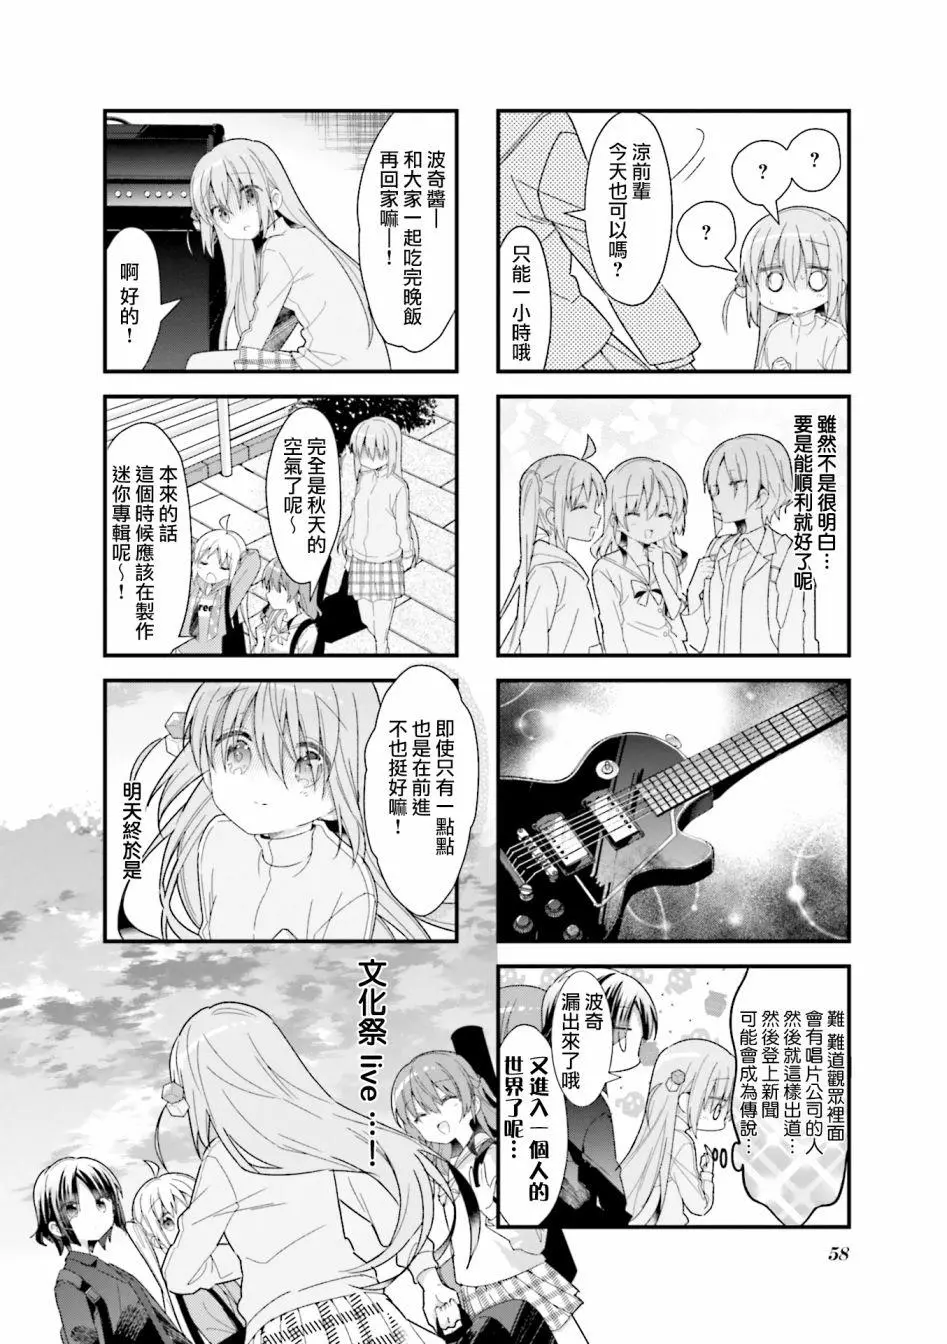 ?
?
?
涼前輩
今天也可以嗎?
只能一小時哦
雖然不是很明白…
要是能順利就好了呢
難 難道觀眾裡面
會有唱片公司的人
然後就這樣出道…
然後登上新聞
可能會成為傳說…
波奇
漏出來了哦
又進入一個人的
世界了呢…
波奇醬—
和大家一起吃完晚飯
再回家嘛—!
啊 好的!
完全是秋天的
空氣了呢~
本來的話
這個時候應該在製作
迷你專輯呢~!
即使只有一點點
也是在前進
不也挺好嘛!
明天終於是
文化祭 live……!
58